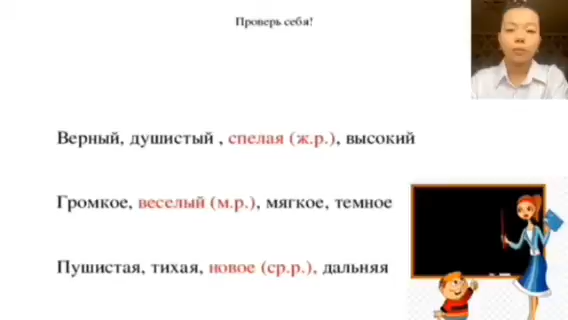 Проверь себя!
Верный, душистый , спелая (ж.р.), высокий
Громкое, веселый (м.р.), мягкое, темное
Пушистая, тихая, новое (ср.р.), дальняя